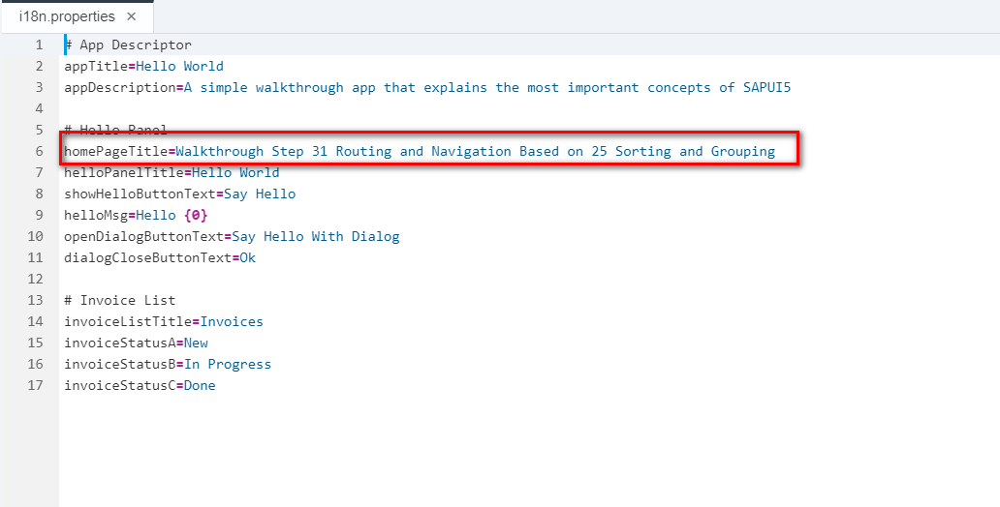 i18n.properties ×
1 # App Descriptor
2 appTitle=Hello World
3 appDescription=A simple walkthrough app that explains the most important concepts of SAPUI5
4
5 # Hello Panel
6 homePageTitle=Walkthrough Step 31 Routing and Navigation Based on 25 Sorting and Grouping
7 helloPanelTitle=Hello World
8 showHelloButtonText=Say Hello
9 helloMsg=Hello {0}
10 openDialogButtonText=Say Hello With Dialog
11 dialogCloseButtonText=Ok
12
13 # Invoice List
14 invoiceListTitle=Invoices
15 invoiceStatusA=New
16 invoiceStatusB=In Progress
17 invoiceStatusC=Done